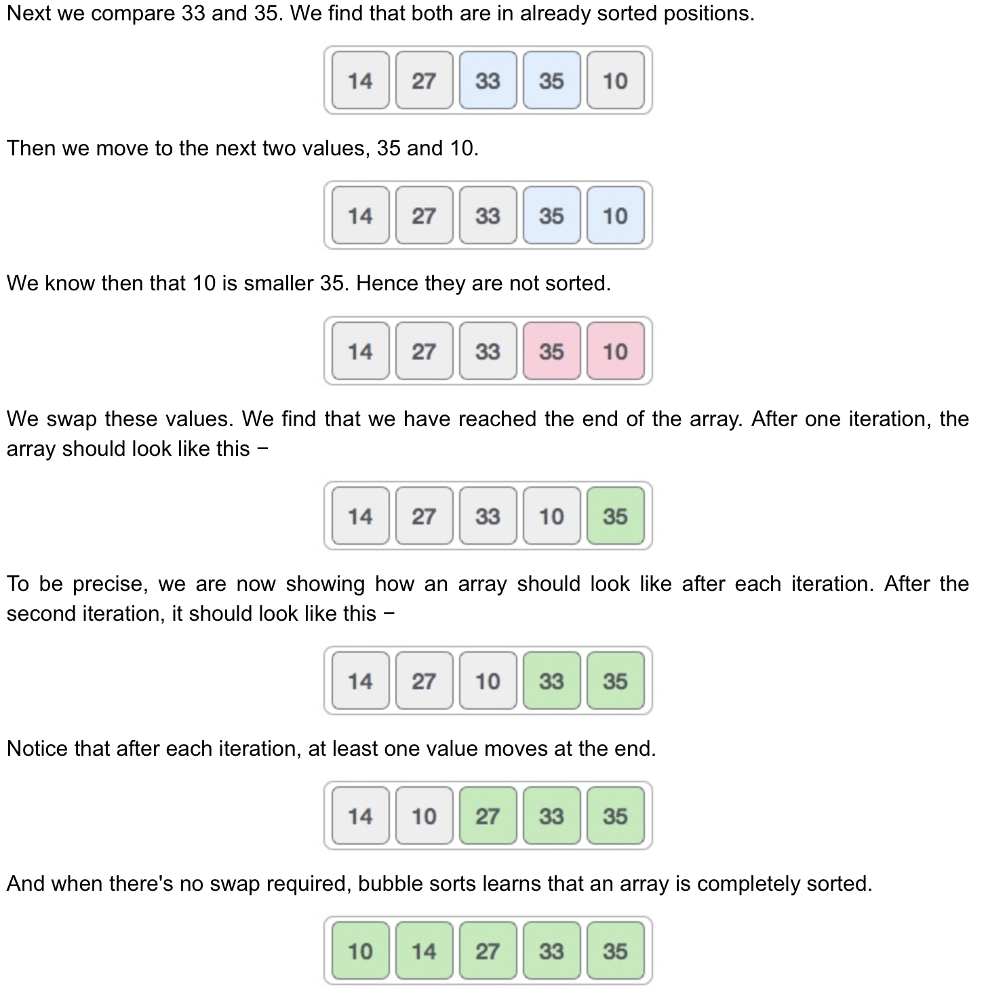 Next we compare 33 and 35. We find that both are in already sorted positions.
14 27 33 35 10
Then we move to the next two values, 35 and 10.
14 27 33 35 10
We know then that 10 is smaller 35. Hence they are not sorted.
14 27 33 35 10
We swap these values. We find that we have reached the end of the array. After one iteration, the
array should look like this −
14 27 33 10 35
To be precise, we are now showing how an array should look like after each iteration. After the
second iteration, it should look like this −
14 27 10 33 35
Notice that after each iteration, at least one value moves at the end.
14 10 27 33 35
And when there's no swap required, bubble sorts learns that an array is completely sorted.
10 14 27 33 35